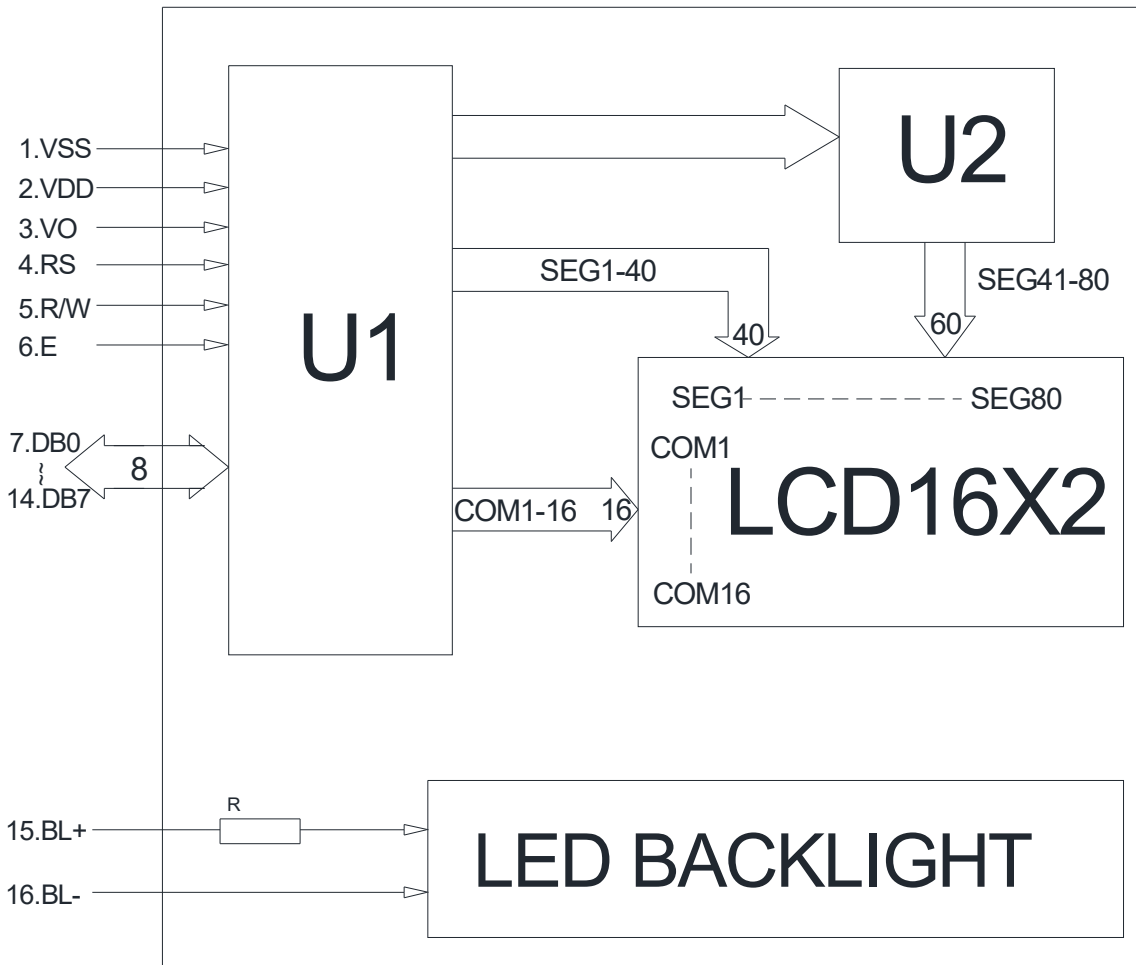 1.VSS
2.VDD
3.VO
4.RS
5.R/W
6.E
7.DB0
~
~
14.DB7
8
U1
U2
SEG1-40
40
SEG41-80
60
COM1-16 16
SEG1 SEG80
COM1
COM16
LCD16X2
15.BL+
R
16.BL-
LED BACKLIGHT